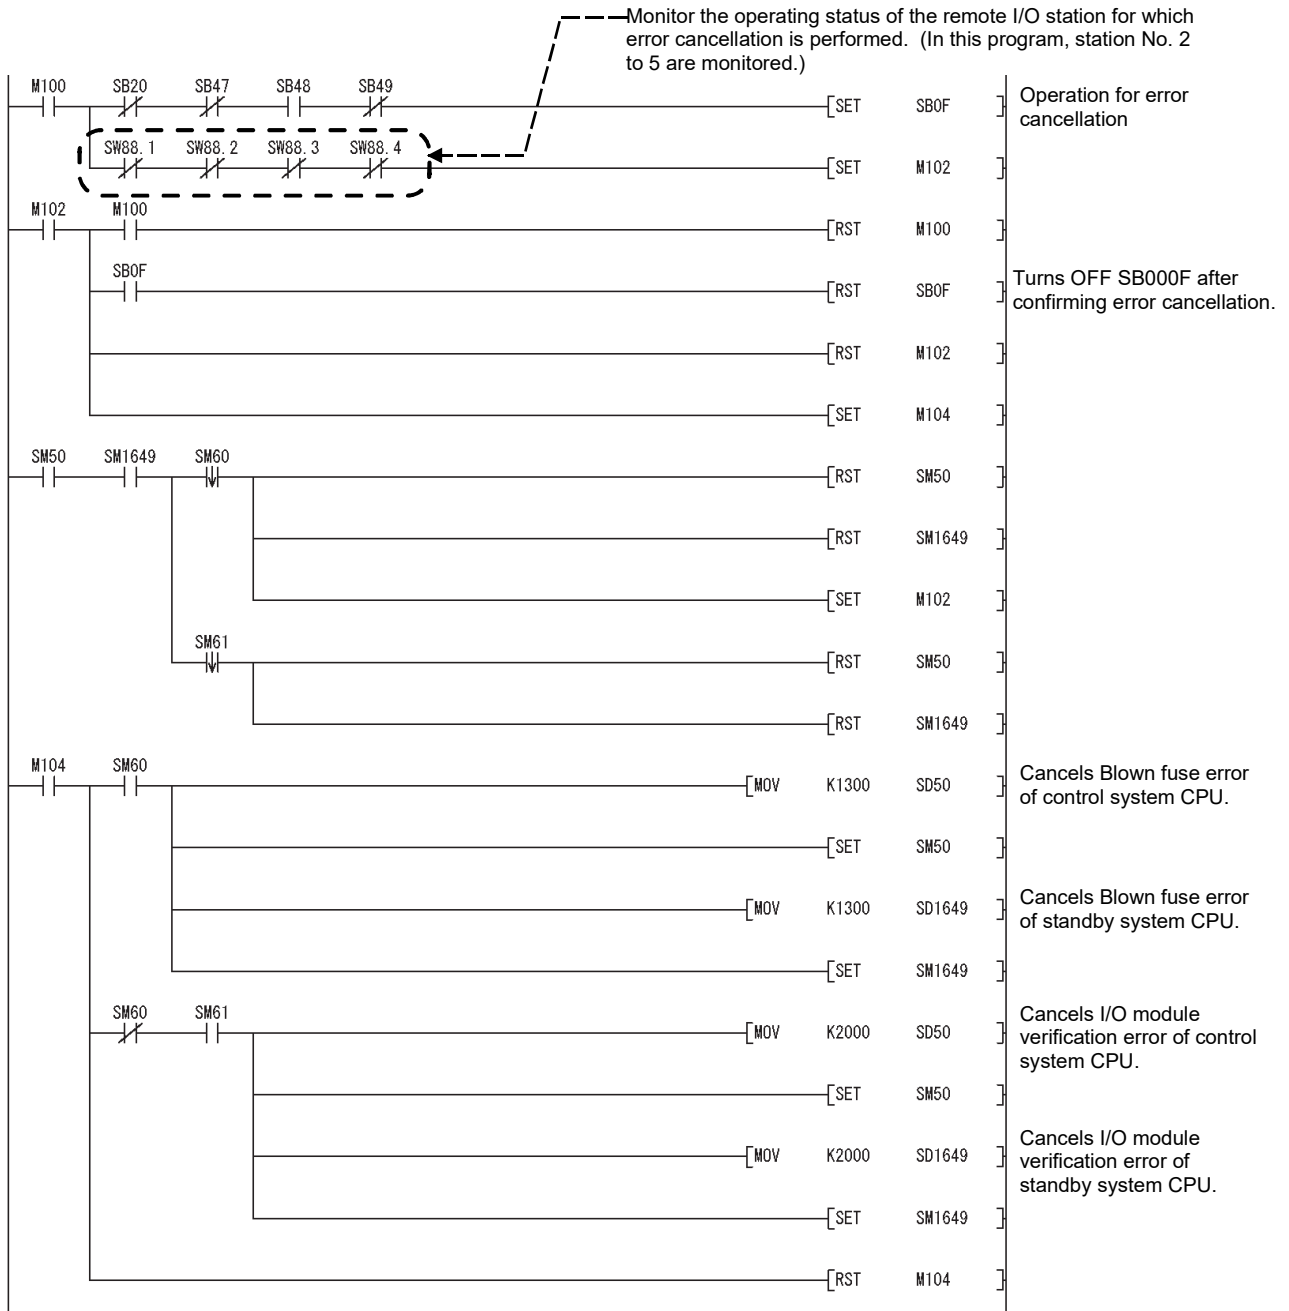 Monitor the operating status of the remote I/O station for which
error cancellation is performed. (In this program, station No. 2
to 5 are monitored.)
M100 SB20 SB47 SB48 SB49
[SET SB0F ]
Operation for error
cancellation
SW88.1 SW88.2 SW88.3 SW88.4
[SET M102 ]
M102 M100
[RST M100 ]
SB0F
[RST SB0F ]
Turns OFF SB000F after
confirming error cancellation.
[RST M102 ]
[SET M104 ]
SM50 SM1649 SM60
[RST SM50 ]
[RST SM1649 ]
[SET M102 ]
SM61
[RST SM50 ]
[RST SM1649 ]
M104 SM60
[MOV K1300 SD50 ]
Cancels Blown fuse error
of control system CPU.
[SET SM50 ]
[MOV K1300 SD1649 ]
Cancels Blown fuse error
of standby system CPU.
[SET SM1649 ]
SM60 SM61
[MOV K2000 SD50 ]
Cancels I/O module
verification error of control
system CPU.
[SET SM50 ]
[MOV K2000 SD1649 ]
Cancels I/O module
verification error of
standby system CPU.
[SET SM1649 ]
[RST M104 ]